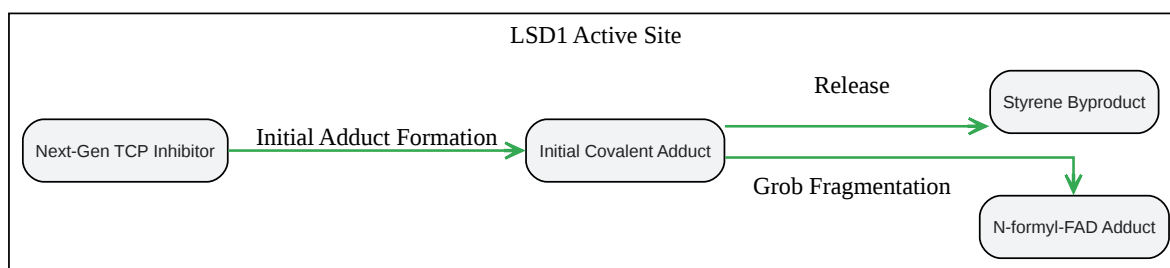 LSD1 Active Site
Release
Styrene Byproduct
Next-Gen TCP Inhibitor
Initial Adduct Formation
Initial Covalent Adduct
Grob Fragmentation
N-formyl-FAD Adduct